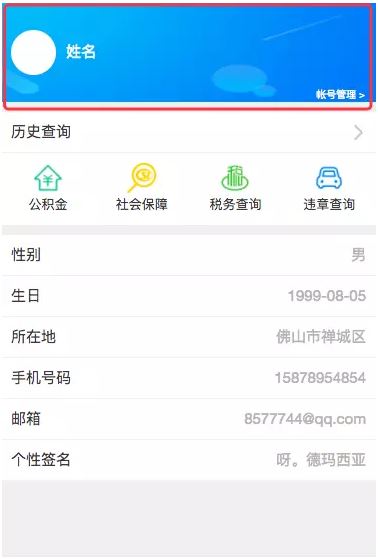 姓名
帐号管理 >
历史查询
公积金 社会保障 税务查询 违章查询
性别 男
生日 1999-08-05
所在地 佛山市禅城区
手机号码 15878954854
邮箱 8577744@qq.com
个性签名 呀。德玛西亚